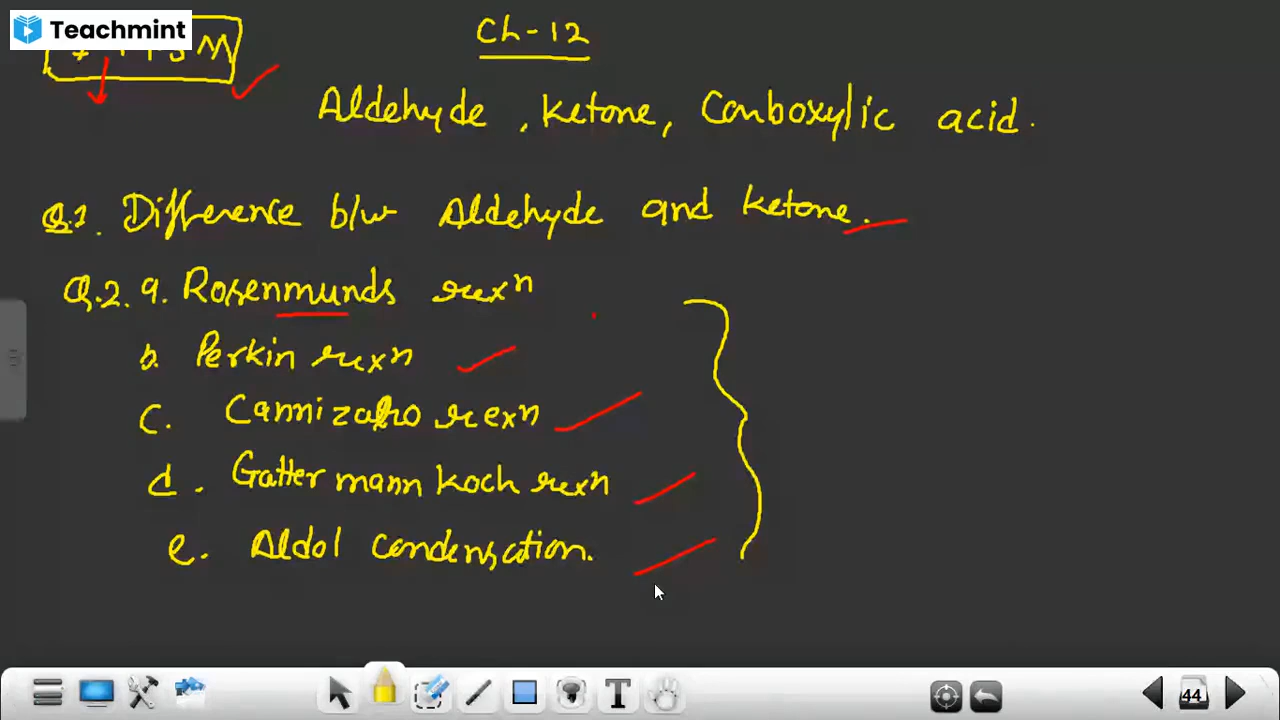 Teachmint
Ch-12
Aldehyde, Ketone, Carboxylic acid.
Q.1. Difference b/w Aldehyde and ketone.
Q.2. a. Rosenmunds rexn
b. Perkin rexn
C. Cannizaro rexn
d. Gattermann koch rexn
e. Aldol condensation.
T
44